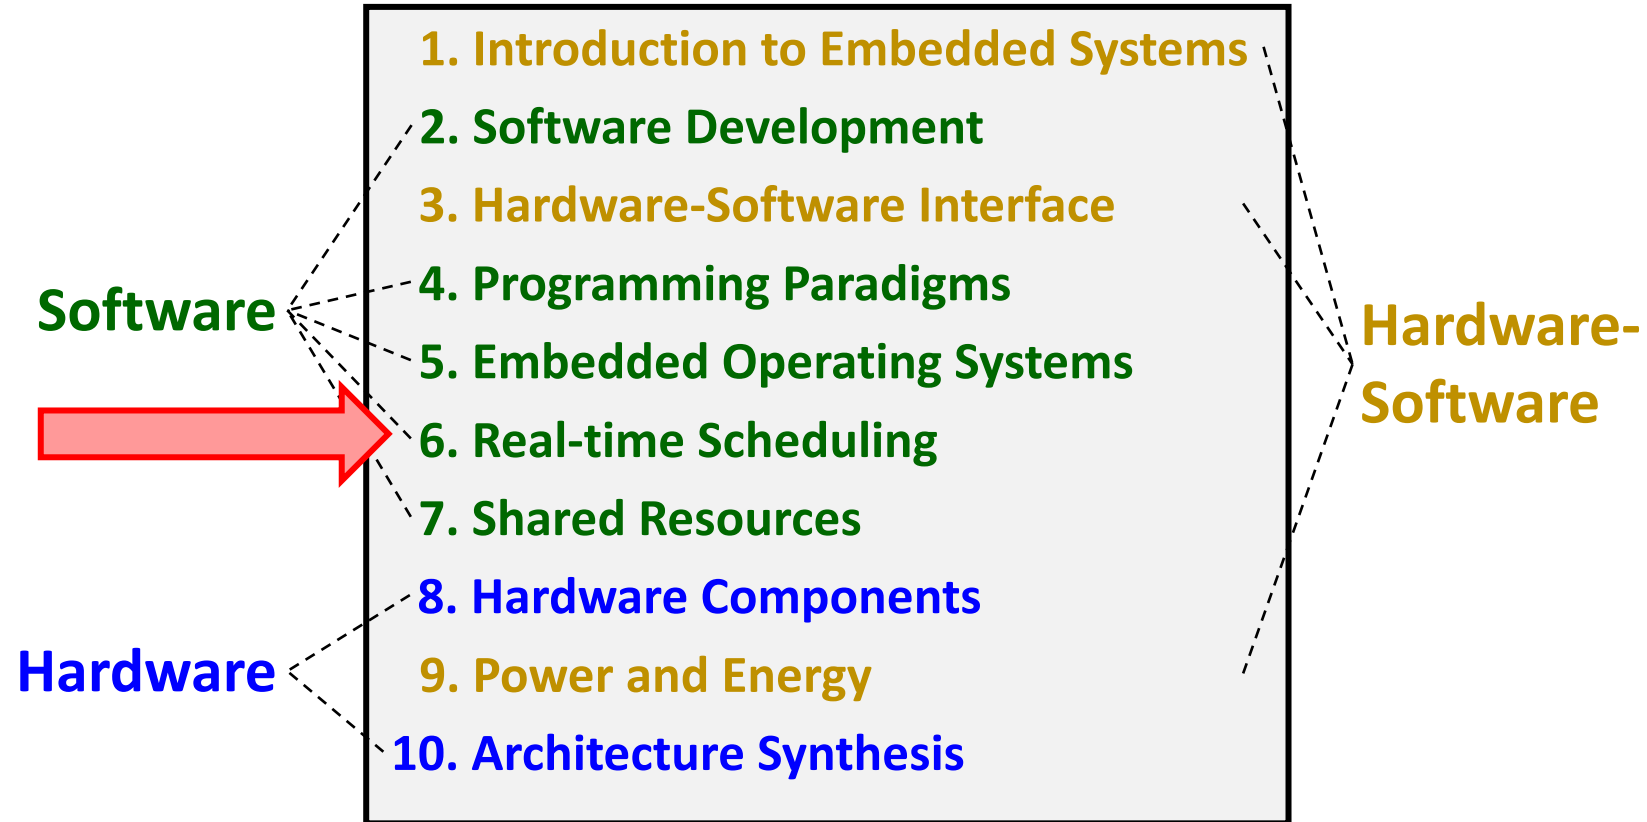 1. Introduction to Embedded Systems
2. Software Development
3. Hardware-Software Interface
4. Programming Paradigms
5. Embedded Operating Systems
6. Real-time Scheduling
7. Shared Resources
8. Hardware Components
9. Power and Energy
10. Architecture Synthesis
Software
Hardware
Hardware-
Software